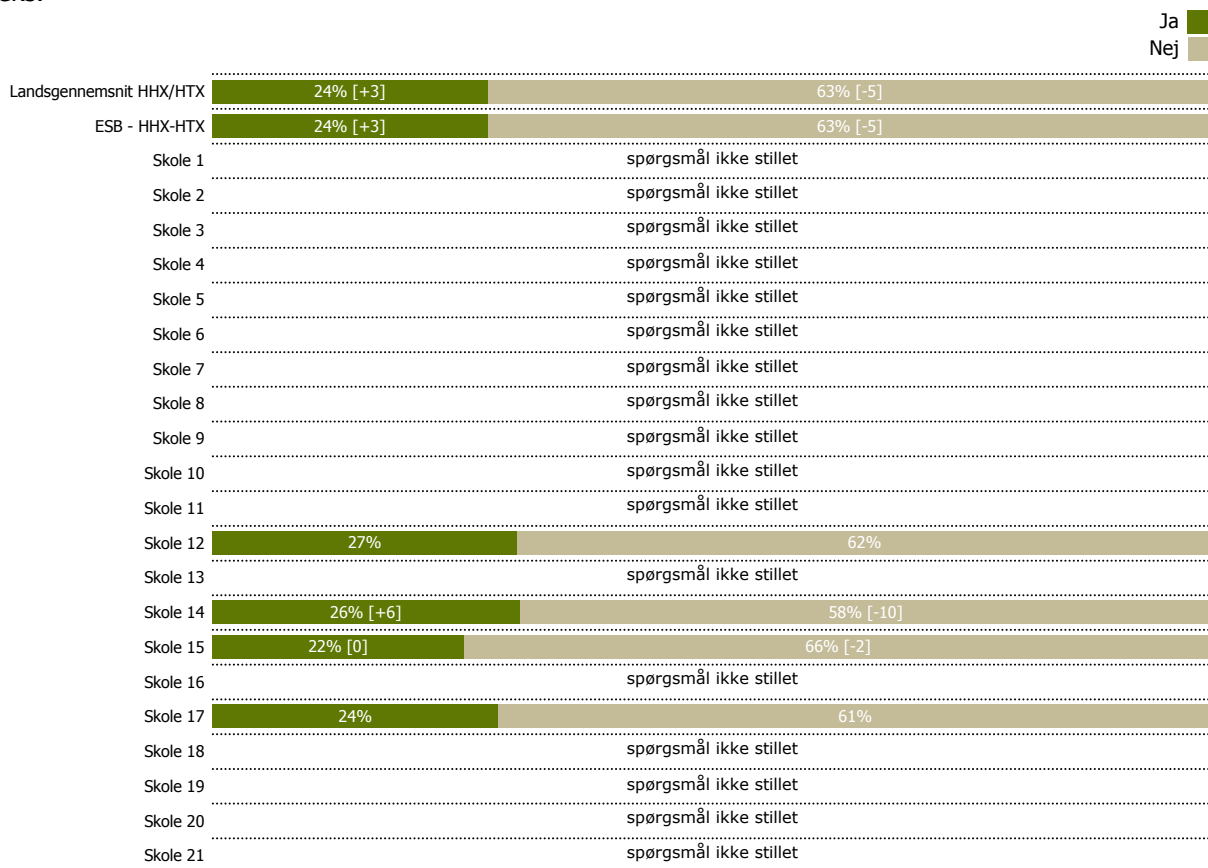 Ja
Nej
Landsgennemsnit HHX/HTX 24% [+3] 63% [-5]
ESB - HHX-HTX 24% [+3] 63% [-5]
Skole 1 spørgsmål ikke stillet
Skole 2 spørgsmål ikke stillet
Skole 3 spørgsmål ikke stillet
Skole 4 spørgsmål ikke stillet
Skole 5 spørgsmål ikke stillet
Skole 6 spørgsmål ikke stillet
Skole 7 spørgsmål ikke stillet
Skole 8 spørgsmål ikke stillet
Skole 9 spørgsmål ikke stillet
Skole 10 spørgsmål ikke stillet
Skole 11 spørgsmål ikke stillet
Skole 12 27% 62%
Skole 13 spørgsmål ikke stillet
Skole 14 26% [+6] 58% [-10]
Skole 15 22% [0] 66% [-2]
Skole 16 spørgsmål ikke stillet
Skole 17 24% 61%
Skole 18 spørgsmål ikke stillet
Skole 19 spørgsmål ikke stillet
Skole 20 spørgsmål ikke stillet
Skole 21 spørgsmål ikke stillet